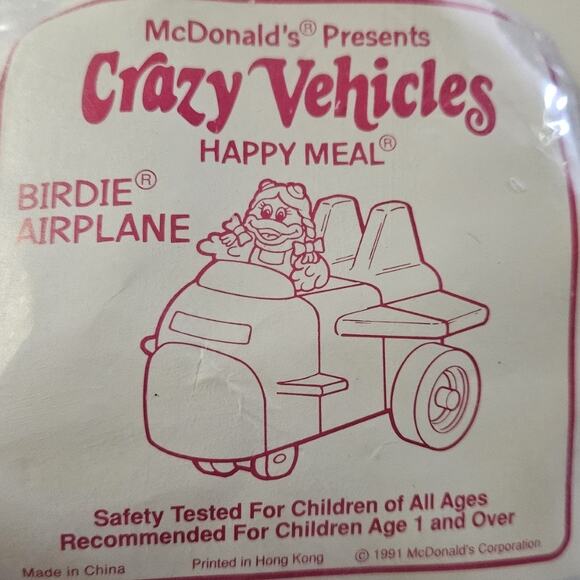 McDonald's® Presents
Crazy Vehicles
HAPPY MEAL®
BIRDIE®
AIRPLANE
Safety Tested For Children of All Ages
Recommended For Children Age 1 and Over
Made in China
Printed in Hong Kong
© 1991 McDonald's Corporation